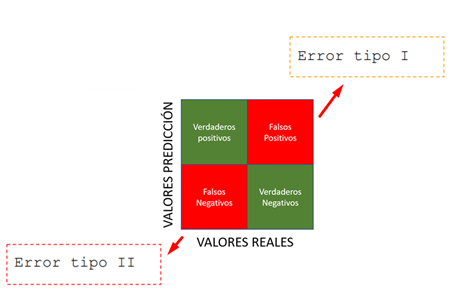 Error tipo I
VALORES PREDICCIÓN
Verdaderos
positivos
Falsos
Positivos
Falsos
Negativos
Verdaderos
Negativos
VALORES REALES
Error tipo II